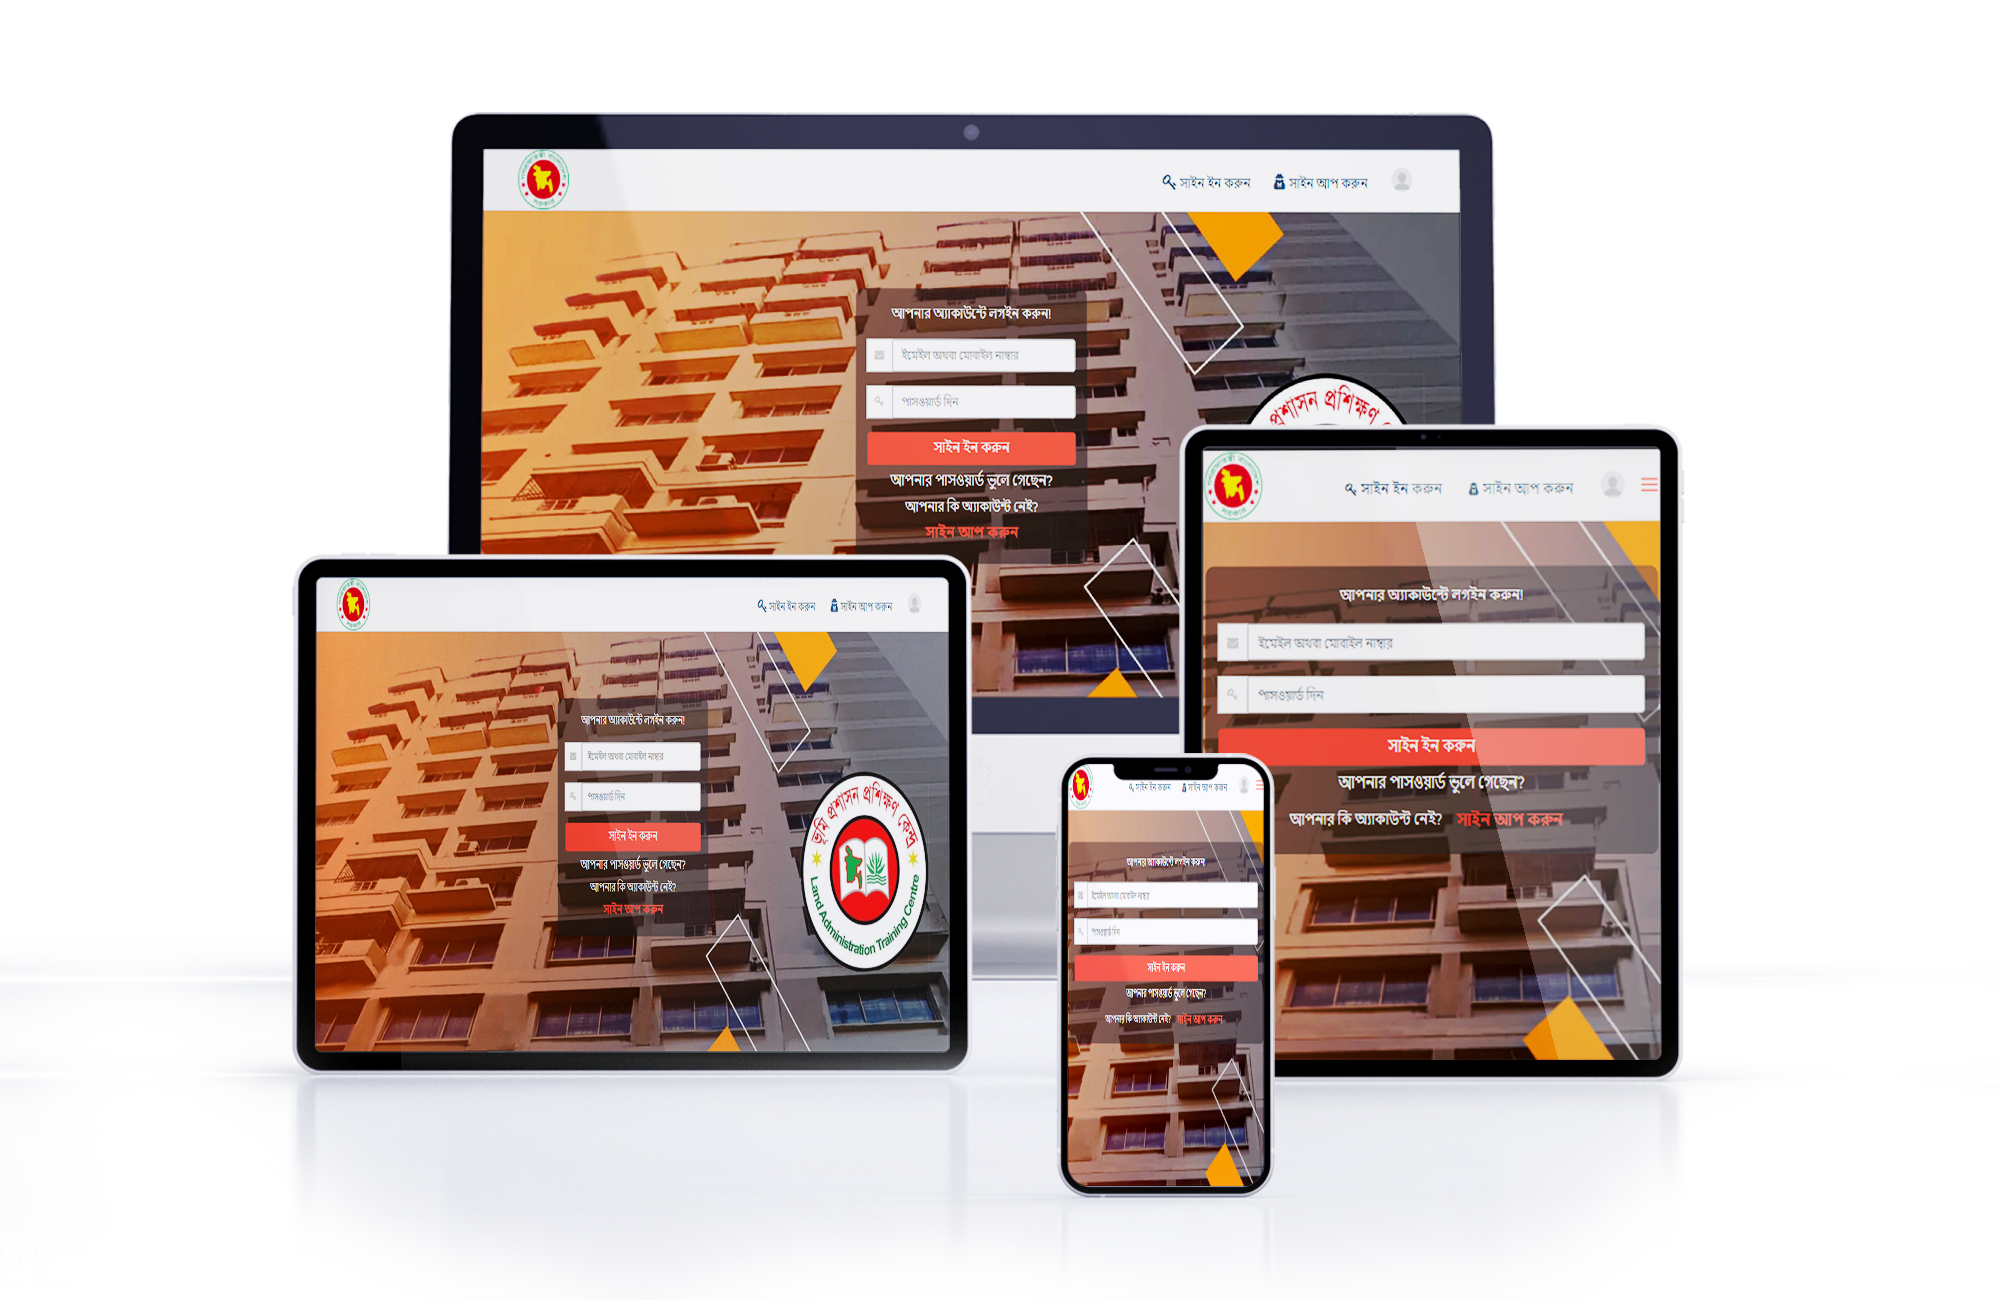 সাইন ইন করুন
সাইন আপ করুন
আপনার অ্যাকাউন্টে লগইন করুন!
ইমেইল অথবা মোবাইল নাম্বার
পাসওয়ার্ড দিন
সাইন ইন করুন
আপনার পাসওয়ার্ড ভুলে গেছেন?
আপনার কি অ্যাকাউন্ট নেই?
সাইন আপ করুন
প্রশাসন প্রশিক্ষণ
সরকার
সাইন ইন করুন
সাইন আপ করুন
আপনার অ্যাকাউন্টে লগইন করুন!
ইমেইল অথবা মোবাইল নাম্বার
পাসওয়ার্ড দিন
সাইন ইন করুন
আপনার পাসওয়ার্ড ভুলে গেছেন?
আপনার কি অ্যাকাউন্ট নেই? সাইন আপ করুন
সাইন ইন করুন
সাইন আপ করুন
আপনার অ্যাকাউন্টে লগইন করুন!
ইমেইল অথবা মোবাইল নাম্বার
পাসওয়ার্ড দিন
সাইন ইন করুন
আপনার পাসওয়ার্ড ভুলে গেছেন?
আপনার কি অ্যাকাউন্ট নেই?
সাইন আপ করুন
ভূমি প্রশাসন প্রশিক্ষণ কেন্দ্র
Land Administration Training Centre
সাইন ইন করুন
সাইন আপ করুন
আপনার অ্যাকাউন্টে লগইন করুন!
ইমেইল অথবা মোবাইল নাম্বার
পাসওয়ার্ড দিন
সাইন ইন করুন
আপনার পাসওয়ার্ড ভুলে গেছেন?
আপনার কি অ্যাকাউন্ট নেই? সাইন আপ করুন